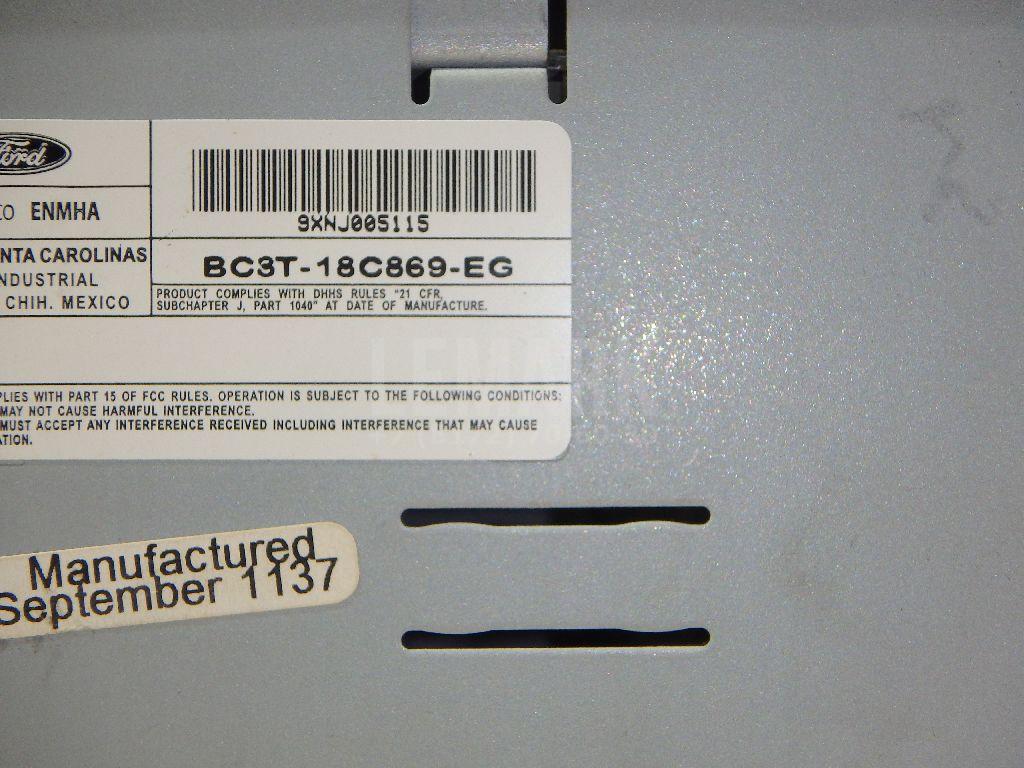 Ford
CO ENMHA
9XNJ005115
NTA CAROLINAS
NDUSTRIAL
CHIH. MEXICO
BC3T-18C869-EG
PRODUCT COMPLIES WITH DHHS RULES "21 CFR,
SUBCHAPTER J, PART 1040" AT DATE OF MANUFACTURE.
PLIES WITH PART 15 OF FCC RULES. OPERATION IS SUBJECT TO THE FOLLOWING CONDITIONS:
MAY NOT CAUSE HARMFUL INTERFERENCE.
MUST ACCEPT ANY INTERFERENCE RECEIVED INCLUDING INTERFERENCE THAT MAY CAUSE
ATION.
Manufactured
September 1137